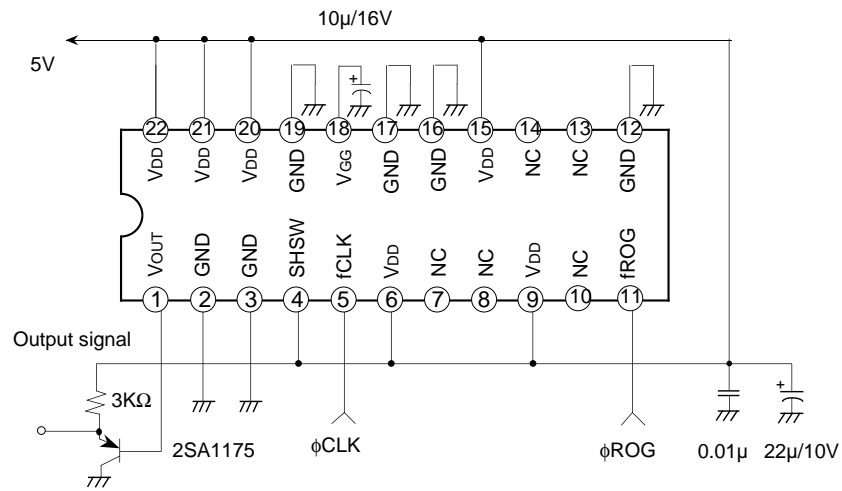 10µ/16V
5V
22 21 20 19 18 17 16 15 14 13 12
VDD VDD VDD GND VGG GND GND VDD NC NC GND
VOUT GND GND SHSW fCLK VDD NC NC VDD NC fROG
1 2 3 4 5 6 7 8 9 10 11
Output signal
3KΩ
2SA1175
ϕCLK
ϕROG
0.01µ
22µ/10V